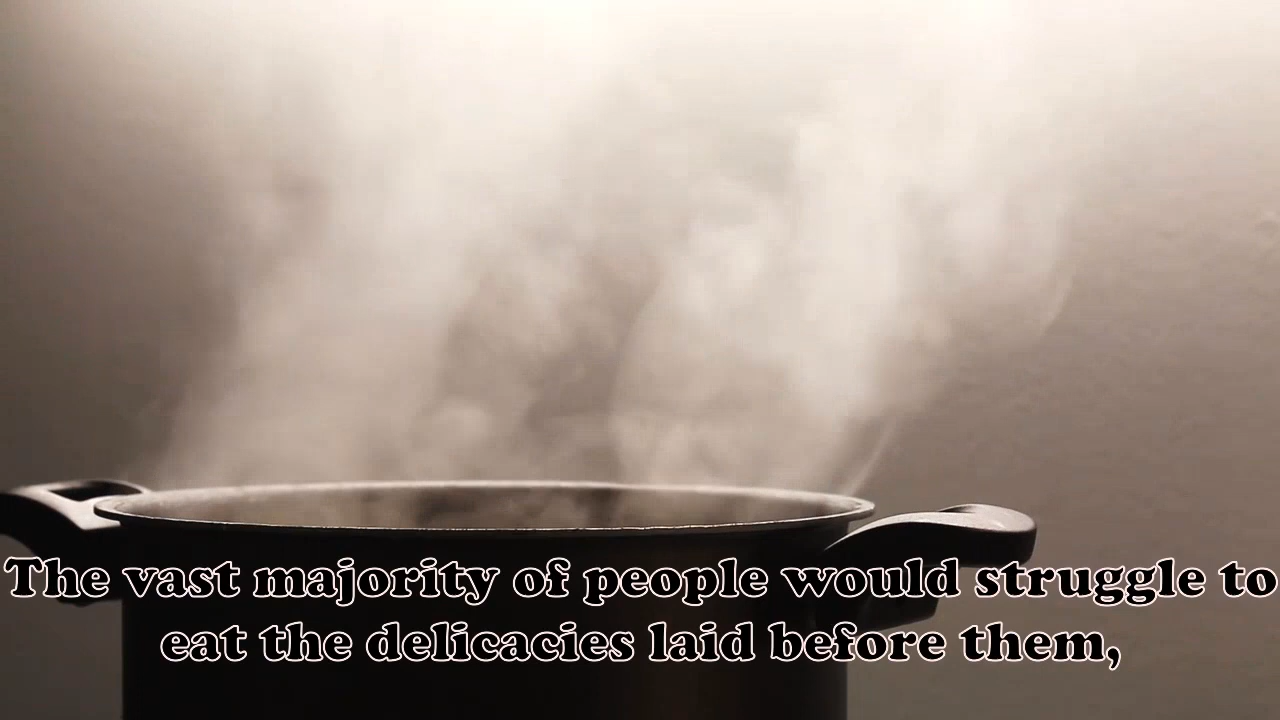 The vast majority of people would struggle to
eat the delicacies laid before them,